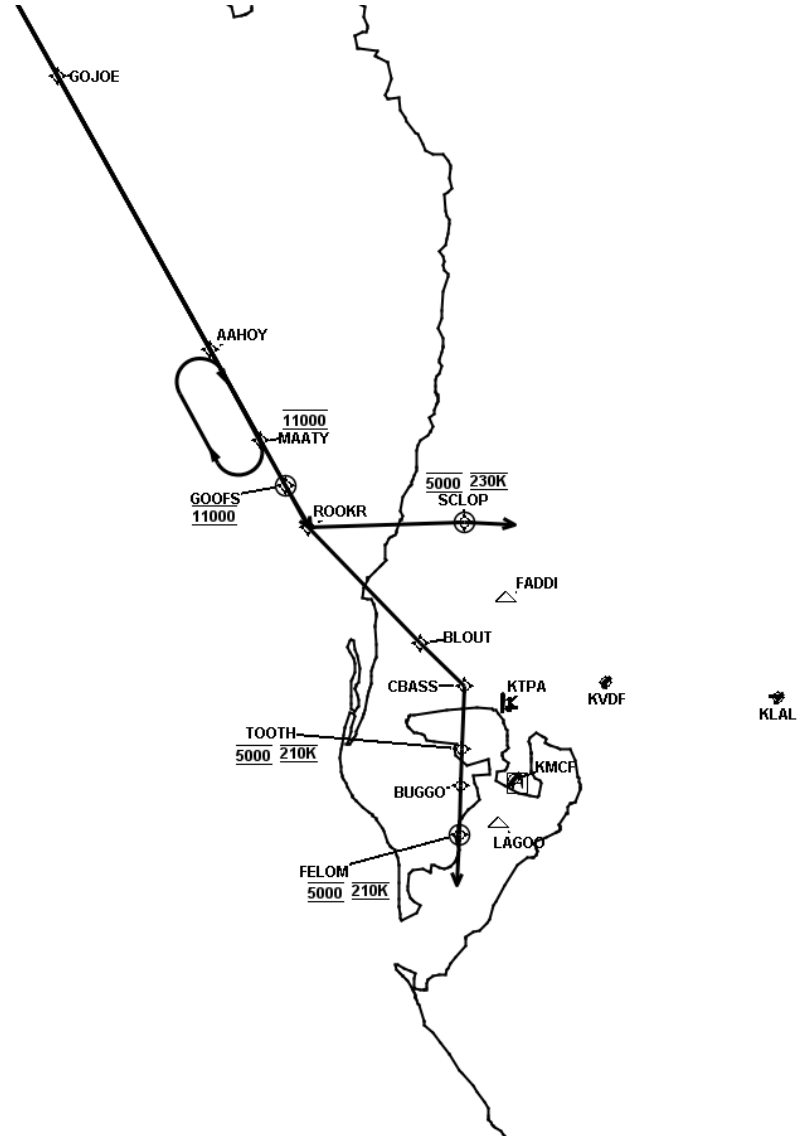 GOJOE
AAHOY
11000
MAATY
GOOFS
11000
ROOKR
5000 230K
SCLOP
FADDI
BLOUT
CBASS
KTPA
KVDF
KLAL
TOOTH
5000 210K
KMCF
BUGGO
LAGOO
FELOM
5000 210K